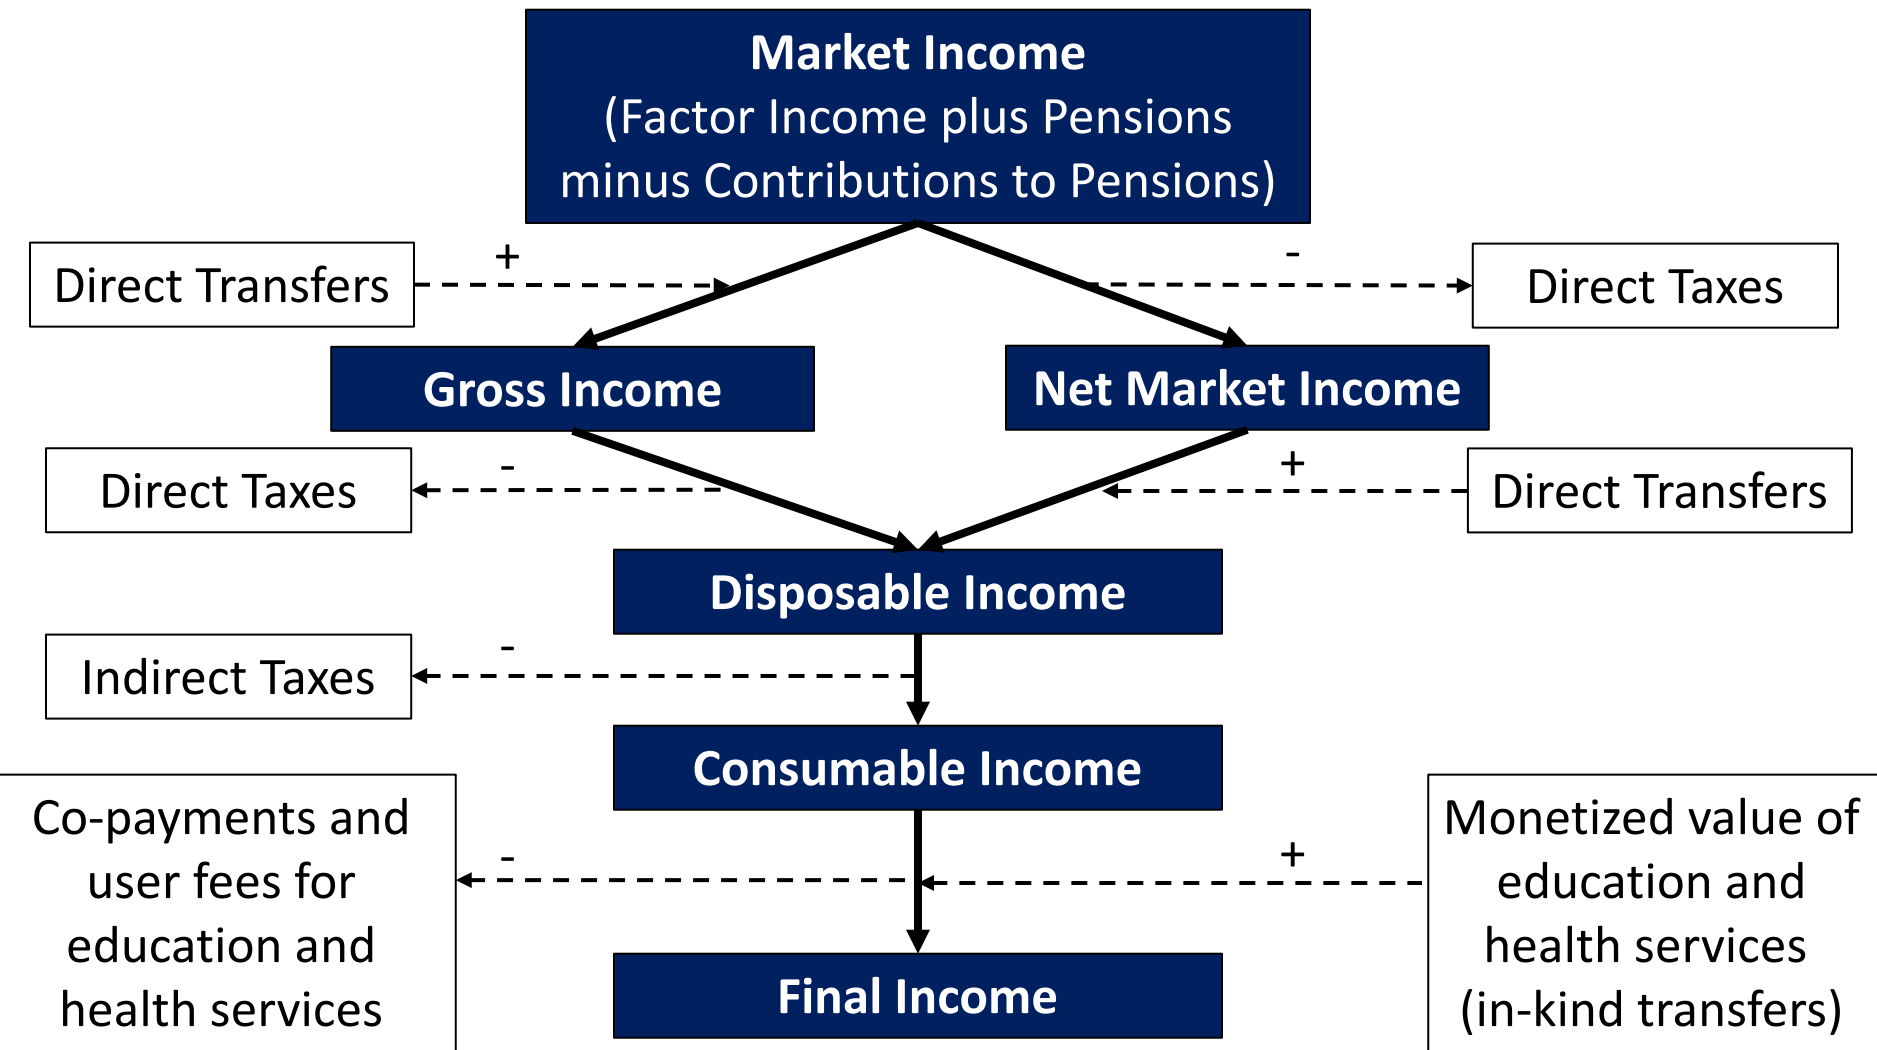 Market Income
(Factor Income plus Pensions
minus Contributions to Pensions)
+
-
Direct Transfers
Direct Taxes
Gross Income
Net Market Income
-
+
Direct Taxes
Direct Transfers
Disposable Income
-
Indirect Taxes
Consumable Income
Co-payments and
user fees for
education and
health services
-
+
Monetized value of
education and
health services
(in-kind transfers)
Final Income